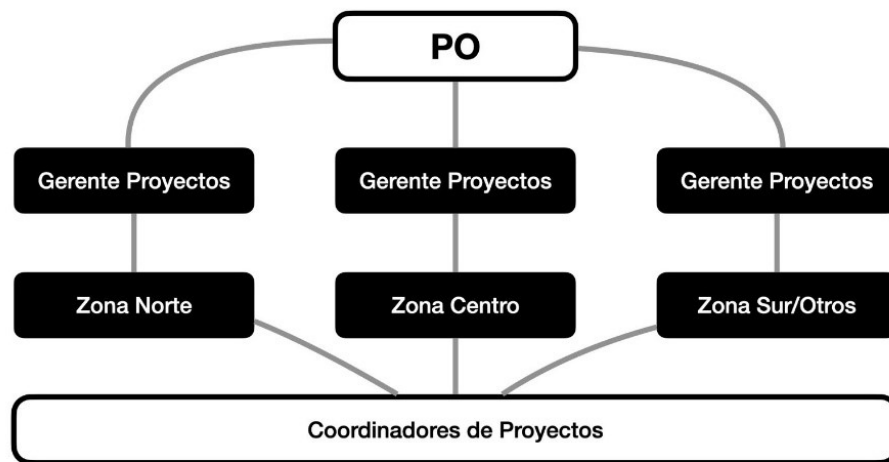 PO
Gerente Proyectos
Gerente Proyectos
Gerente Proyectos
Zona Norte
Zona Centro
Zona Sur/Otros
Coordinadores de Proyectos